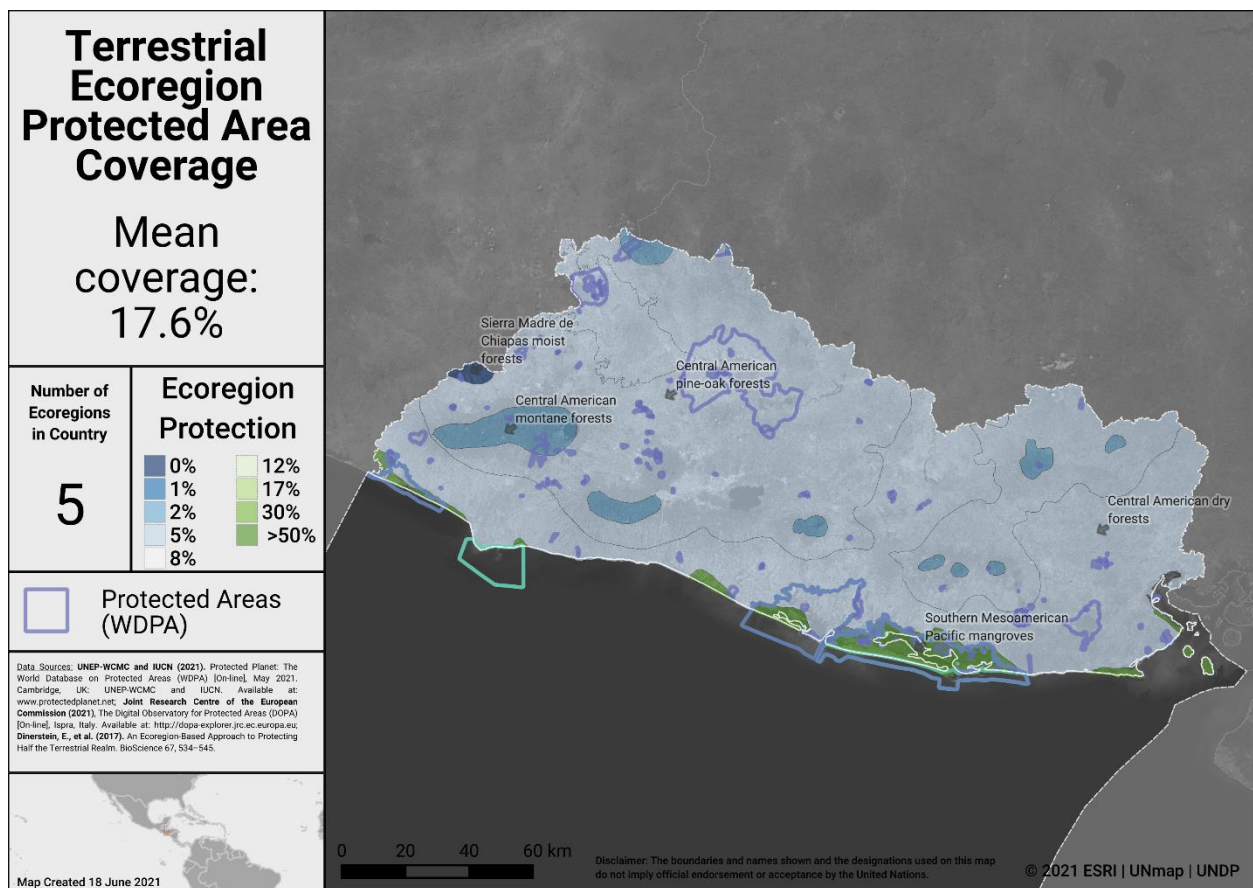 Terrestrial
Ecoregion
Protected Area
Coverage
Mean
coverage:
17.6%
Number of
Ecoregions
in Country
5
Ecoregion
Protection
0%
1%
2%
5%
8%
12%
17%
30%
>50%
Protected Areas
(WDPA)
Data Sources: UNEP-WCMC and IUCN (2021). Protected Planet: The
World Database on Protected Areas (WDPA) [On-line], May 2021.
Cambridge, UK: UNEP-WCMC and IUCN. Available at:
www.protectedplanet.net; Joint Research Centre of the European
Commission (2021), The Digital Observatory for Protected Areas (DOPA)
[On-line], Ispra, Italy. Available at: http://dopa-explorer.jrc.ec.europa.eu;
Dinerstein, E., et al. (2017). An Ecoregion-Based Approach to Protecting
Half the Terrestrial Realm. BioScience 67, 534–545.
Map Created 18 June 2021
Sierra Madre de
Chiapas moist
forests
Central American
pine-oak forests
Central American
montane forests
Central American dry
forests
Southern Mesoamerican
Pacific mangroves
0 20 40 60 km
Disclaimer: The boundaries and names shown and the designations used on this map
do not imply official endorsement or acceptance by the United Nations.
© 2021 ESRI | UNmap | UNDP